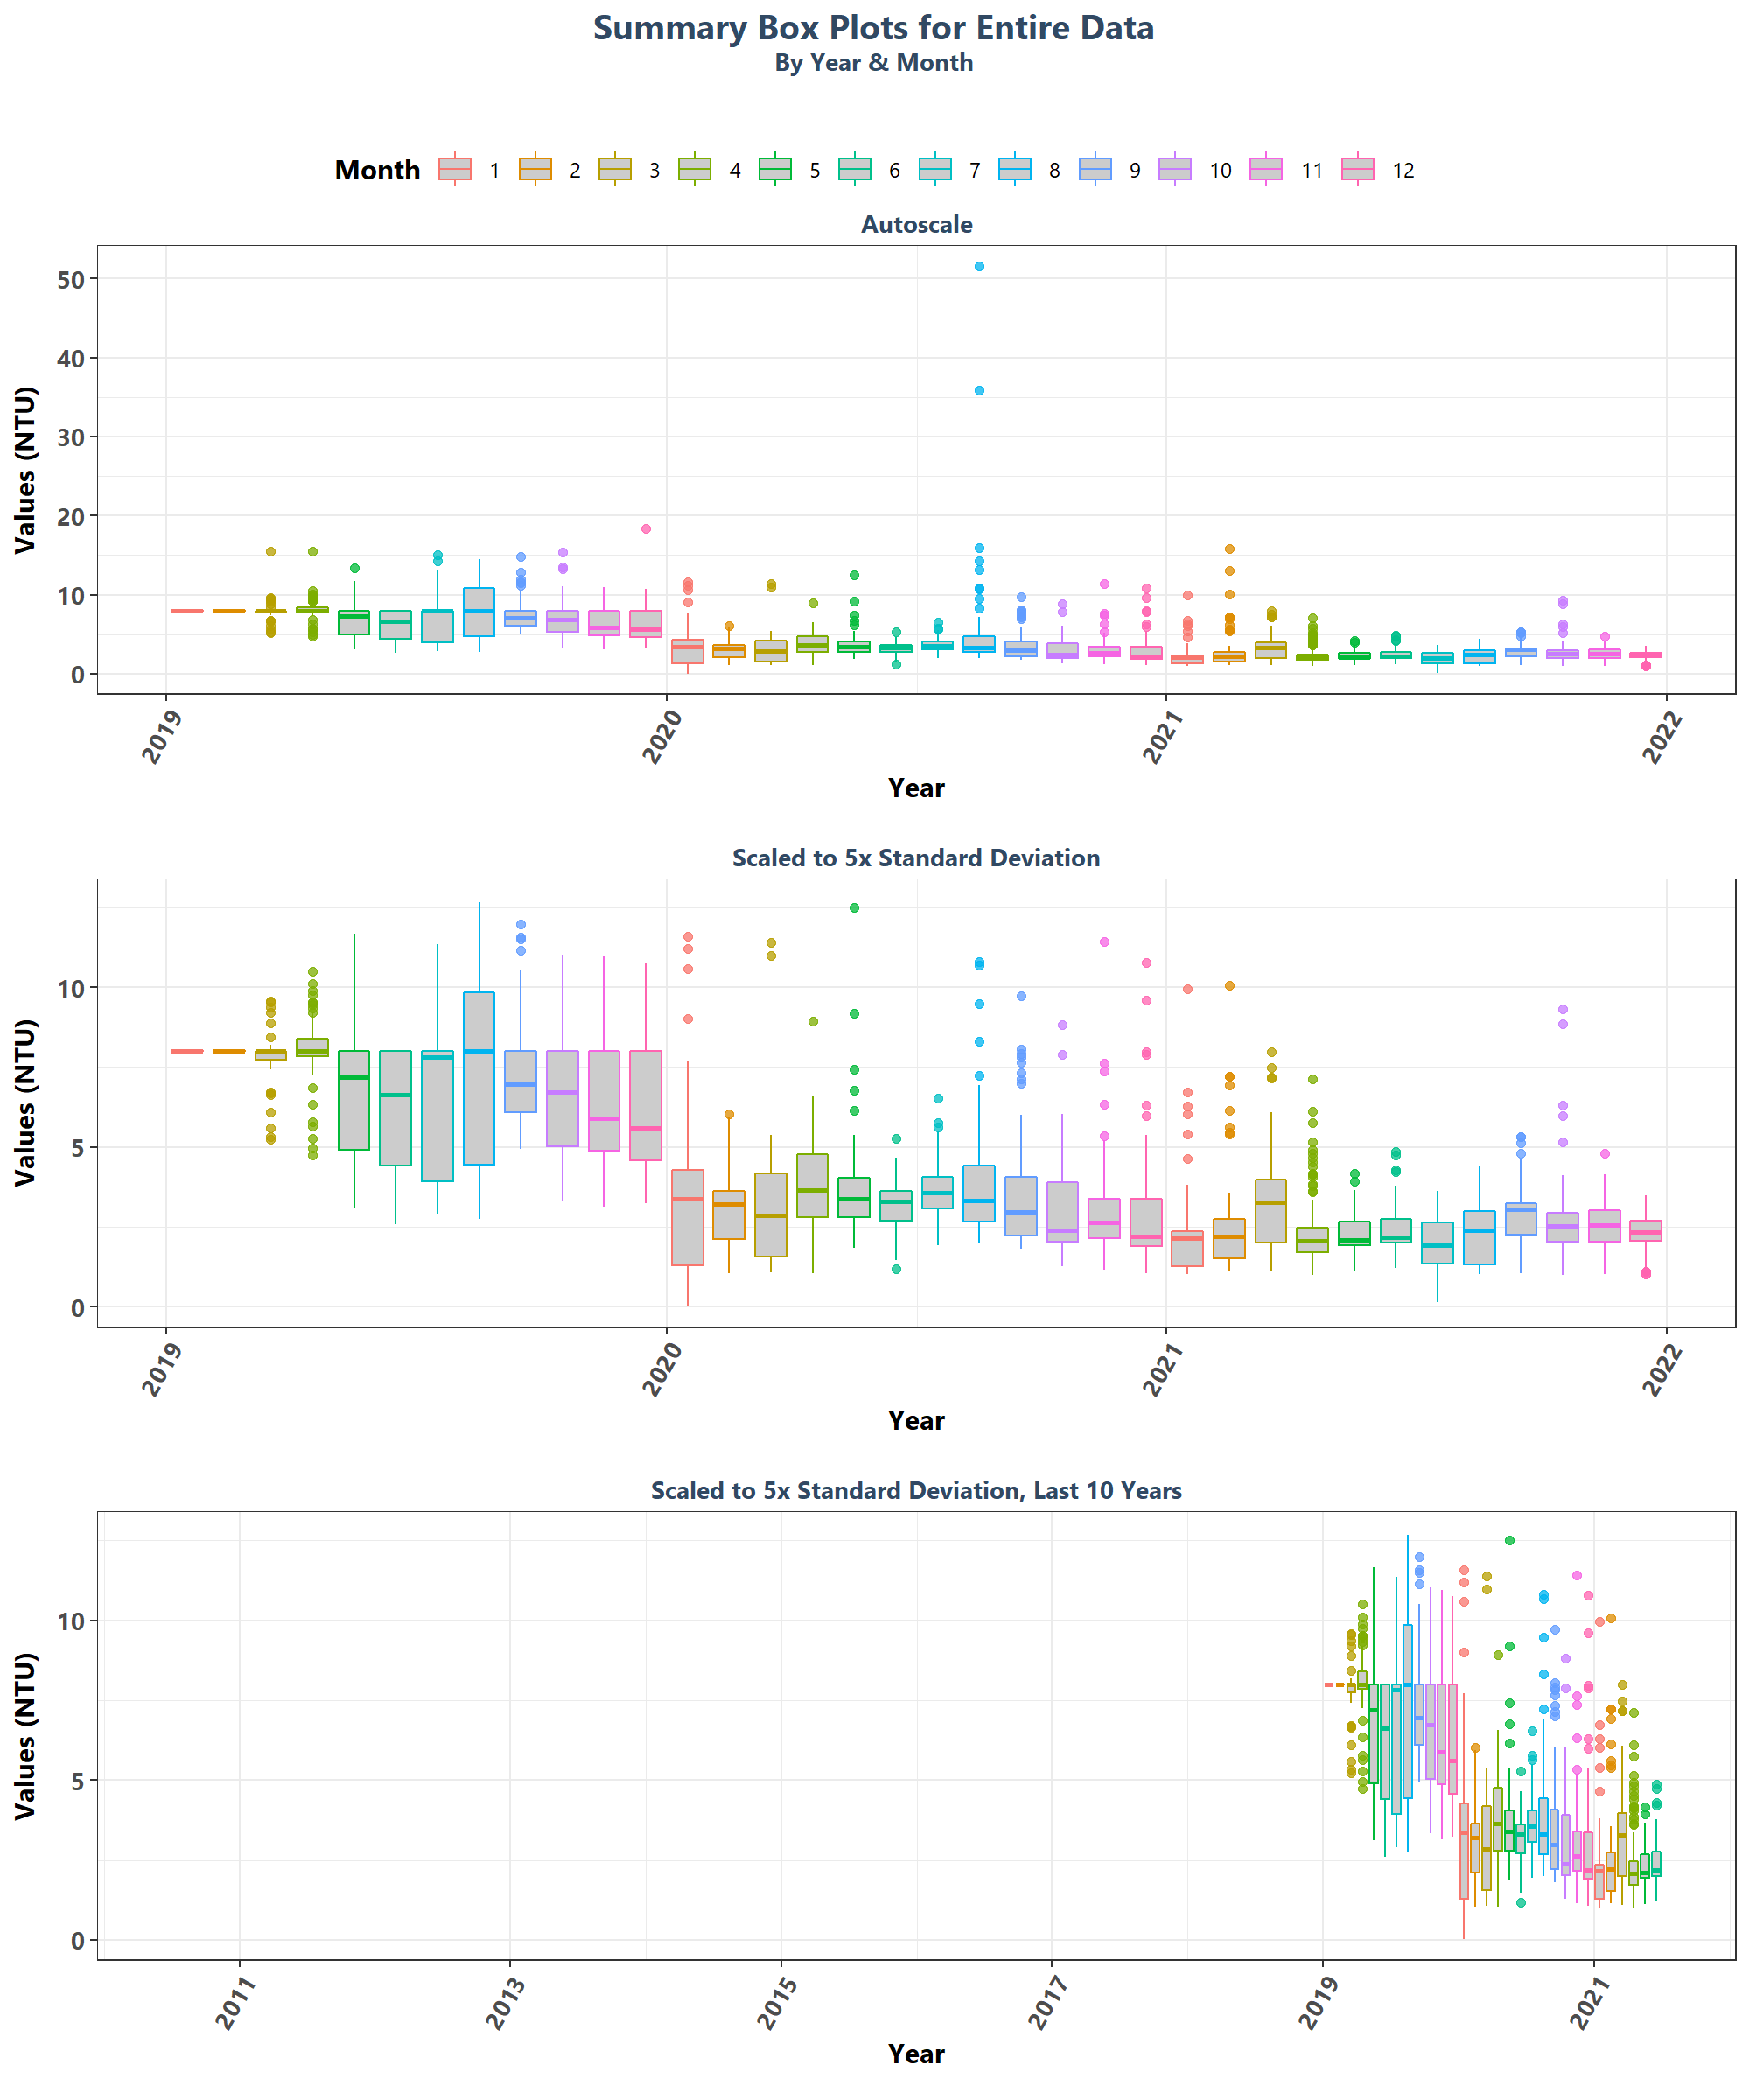 Summary Box Plots for Entire Data
By Year & Month
Month 1 2 3 4 5 6 7 8 9 10 11 12
Autoscale
Values (NTU)
50
40
30
20
10
0
2019 2020 2021 2022
Year
Scaled to 5x Standard Deviation
Values (NTU)
10
5
0
2019 2020 2021 2022
Year
Scaled to 5x Standard Deviation, Last 10 Years
Values (NTU)
10
5
0
2011 2013 2015 2017 2019 2021
Year